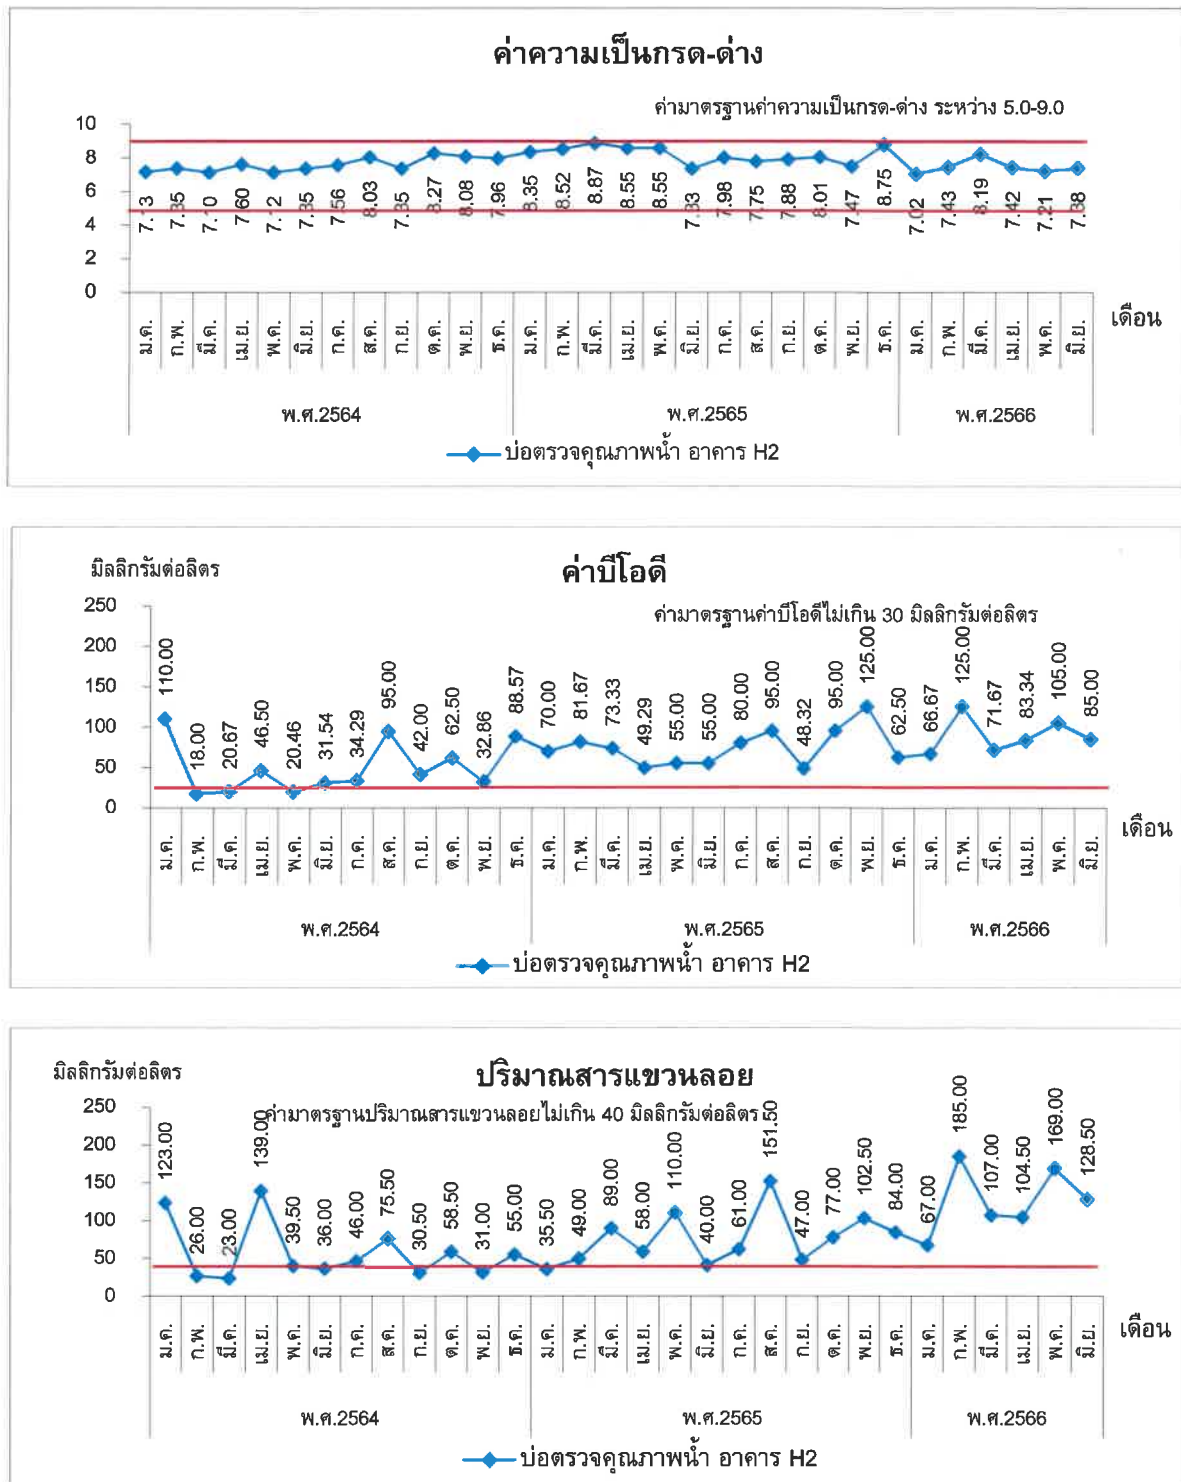 ค่าความเป็นกรด-ด่าง
ค่ามาตรฐานค่าความเป็นกรด-ด่าง ระหว่าง 5.0-9.0
10
8
6
4
2
0
7.13 7.35 7.10 7.60 7.12 7.35 7.56 8.03 7.35 8.27 8.08 7.96 8.35 8.52 8.87 8.55 8.55 7.33 7.98 7.75 7.88 8.01 7.47 8.75 7.02 7.43 8.19 7.42 7.21 7.38
ม.ค. ก.พ. มี.ค. เม.ย. พ.ค. มิ.ย. ก.ค. ส.ค. ก.ย. ต.ค. พ.ย. ธ.ค. ม.ค. ก.พ. มี.ค. เม.ย. พ.ค. มิ.ย. ก.ค. ส.ค. ก.ย. ต.ค. พ.ย. ธ.ค. ม.ค. ก.พ. มี.ค. เม.ย. พ.ค. มิ.ย.
เดือน
พ.ศ.2564 พ.ศ.2565 พ.ศ.2566
บ่อตรวจคุณภาพน้ำ อาคาร H2
มิลลิกรัมต่อลิตร
ค่าบีโอดี
ค่ามาตรฐานค่าบีโอดีไม่เกิน 30 มิลลิกรัมต่อลิตร
250
200
150
100
50
0
110.00 18.00 20.67 46.50 20.46 31.54 34.29 95.00 42.00 62.50 32.86 88.57 70.00 81.67 73.33 49.29 55.00 55.00 80.00 95.00 48.32 95.00 125.00 62.50 66.67 125.00 71.67 83.34 105.00 85.00
ม.ค. ก.พ. มี.ค. เม.ย. พ.ค. มิ.ย. ก.ค. ส.ค. ก.ย. ต.ค. พ.ย. ธ.ค. ม.ค. ก.พ. มี.ค. เม.ย. พ.ค. มิ.ย. ก.ค. ส.ค. ก.ย. ต.ค. พ.ย. ธ.ค. ม.ค. ก.พ. มี.ค. เม.ย. พ.ค. มิ.ย.
เดือน
พ.ศ.2564 พ.ศ.2565 พ.ศ.2566
บ่อตรวจคุณภาพน้ำ อาคาร H2
มิลลิกรัมต่อลิตร
ปริมาณสารแขวนลอย
ค่ามาตรฐานปริมาณสารแขวนลอยไม่เกิน 40 มิลลิกรัมต่อลิตร
250
200
150
100
50
0
123.00 26.00 23.00 139.00 39.50 36.00 46.00 75.50 30.50 58.50 31.00 55.00 35.50 49.00 89.00 58.00 110.00 40.00 61.00 151.50 47.00 77.00 102.50 84.00 67.00 185.00 107.00 104.50 169.00 128.50
ม.ค. ก.พ. มี.ค. เม.ย. พ.ค. มิ.ย. ก.ค. ส.ค. ก.ย. ต.ค. พ.ย. ธ.ค. ม.ค. ก.พ. มี.ค. เม.ย. พ.ค. มิ.ย. ก.ค. ส.ค. ก.ย. ต.ค. พ.ย. ธ.ค. ม.ค. ก.พ. มี.ค. เม.ย. พ.ค. มิ.ย.
เดือน
พ.ศ.2564 พ.ศ.2565 พ.ศ.2566
บ่อตรวจคุณภาพน้ำ อาคาร H2